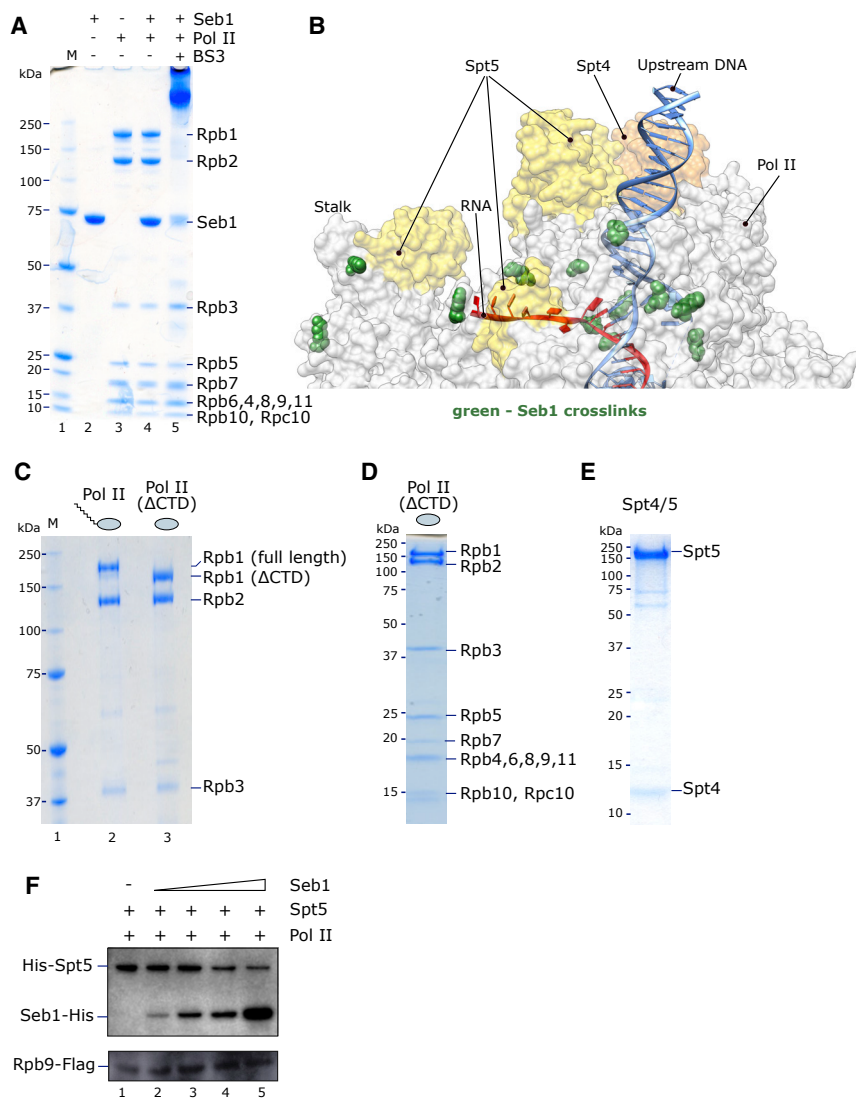 A
+ - + + Seb1
- + + + Pol II
M - - - + BS3
kDa
250
150
100
75
50
37
25
20
15
10
Rpb1
Rpb2
Seb1
Rpb3
Rpb5
Rpb7
Rpb6,4,8,9,11
Rpb10, Rpc10
1 2 3 4 5
B
Spt5
Spt4
Upstream DNA
Pol II
Stalk
RNA
green - Seb1 crosslinks
C
Pol II
Pol II
(ΔCTD)
kDa M
250
150
100
75
50
37
Rpb1 (full length)
Rpb1 (ΔCTD)
Rpb2
Rpb3
1 2 3
D
Pol II
(ΔCTD)
kDa
250
150
100
75
50
37
25
20
15
Rpb1
Rpb2
Rpb3
Rpb5
Rpb7
Rpb4,6,8,9,11
Rpb10, Rpc10
E
Spt4/5
kDa
250
150
100
75
50
37
25
20
15
10
Spt5
Spt4
F
- Seb1
+ + + + + Spt5
+ + + + + Pol II
His-Spt5
Seb1-His
Rpb9-Flag
1 2 3 4 5